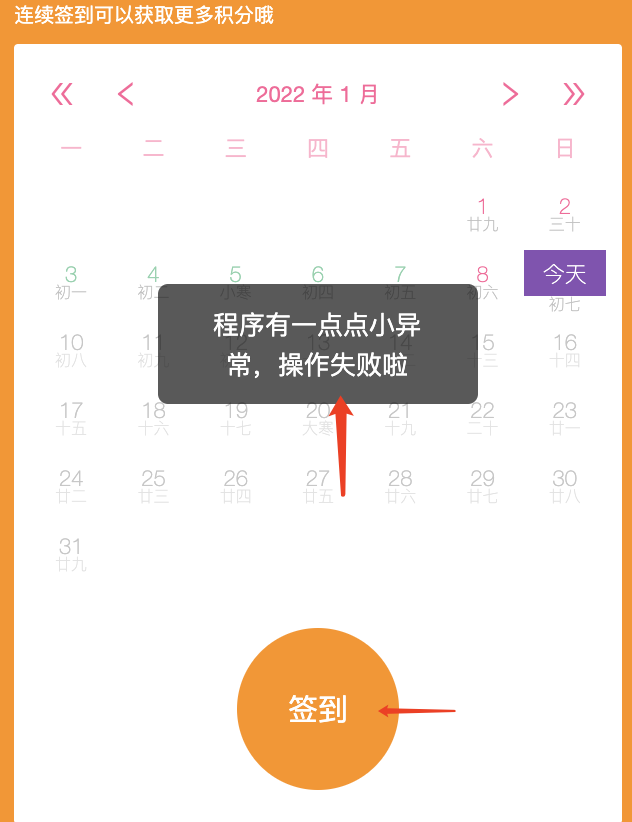 连续签到可以获取更多积分哦
2022 年 1 月
一 二 三 四 五 六 日
1 2
廿九 三十
3 4 5 6 7 8 今天
初一 初二 小寒 初四 初五 初六 初七
程序有一点点小异
常，操作失败啦
10 11 12 13 14 15 16
初八 初九 十三 十四
17 18 19 20 21 22 23
十五 十六 十七 大寒 十九 二十 廿一
24 25 26 27 28 29 30
廿二 廿三 廿四 廿五 廿六 廿七 廿八
31
廿九
签到